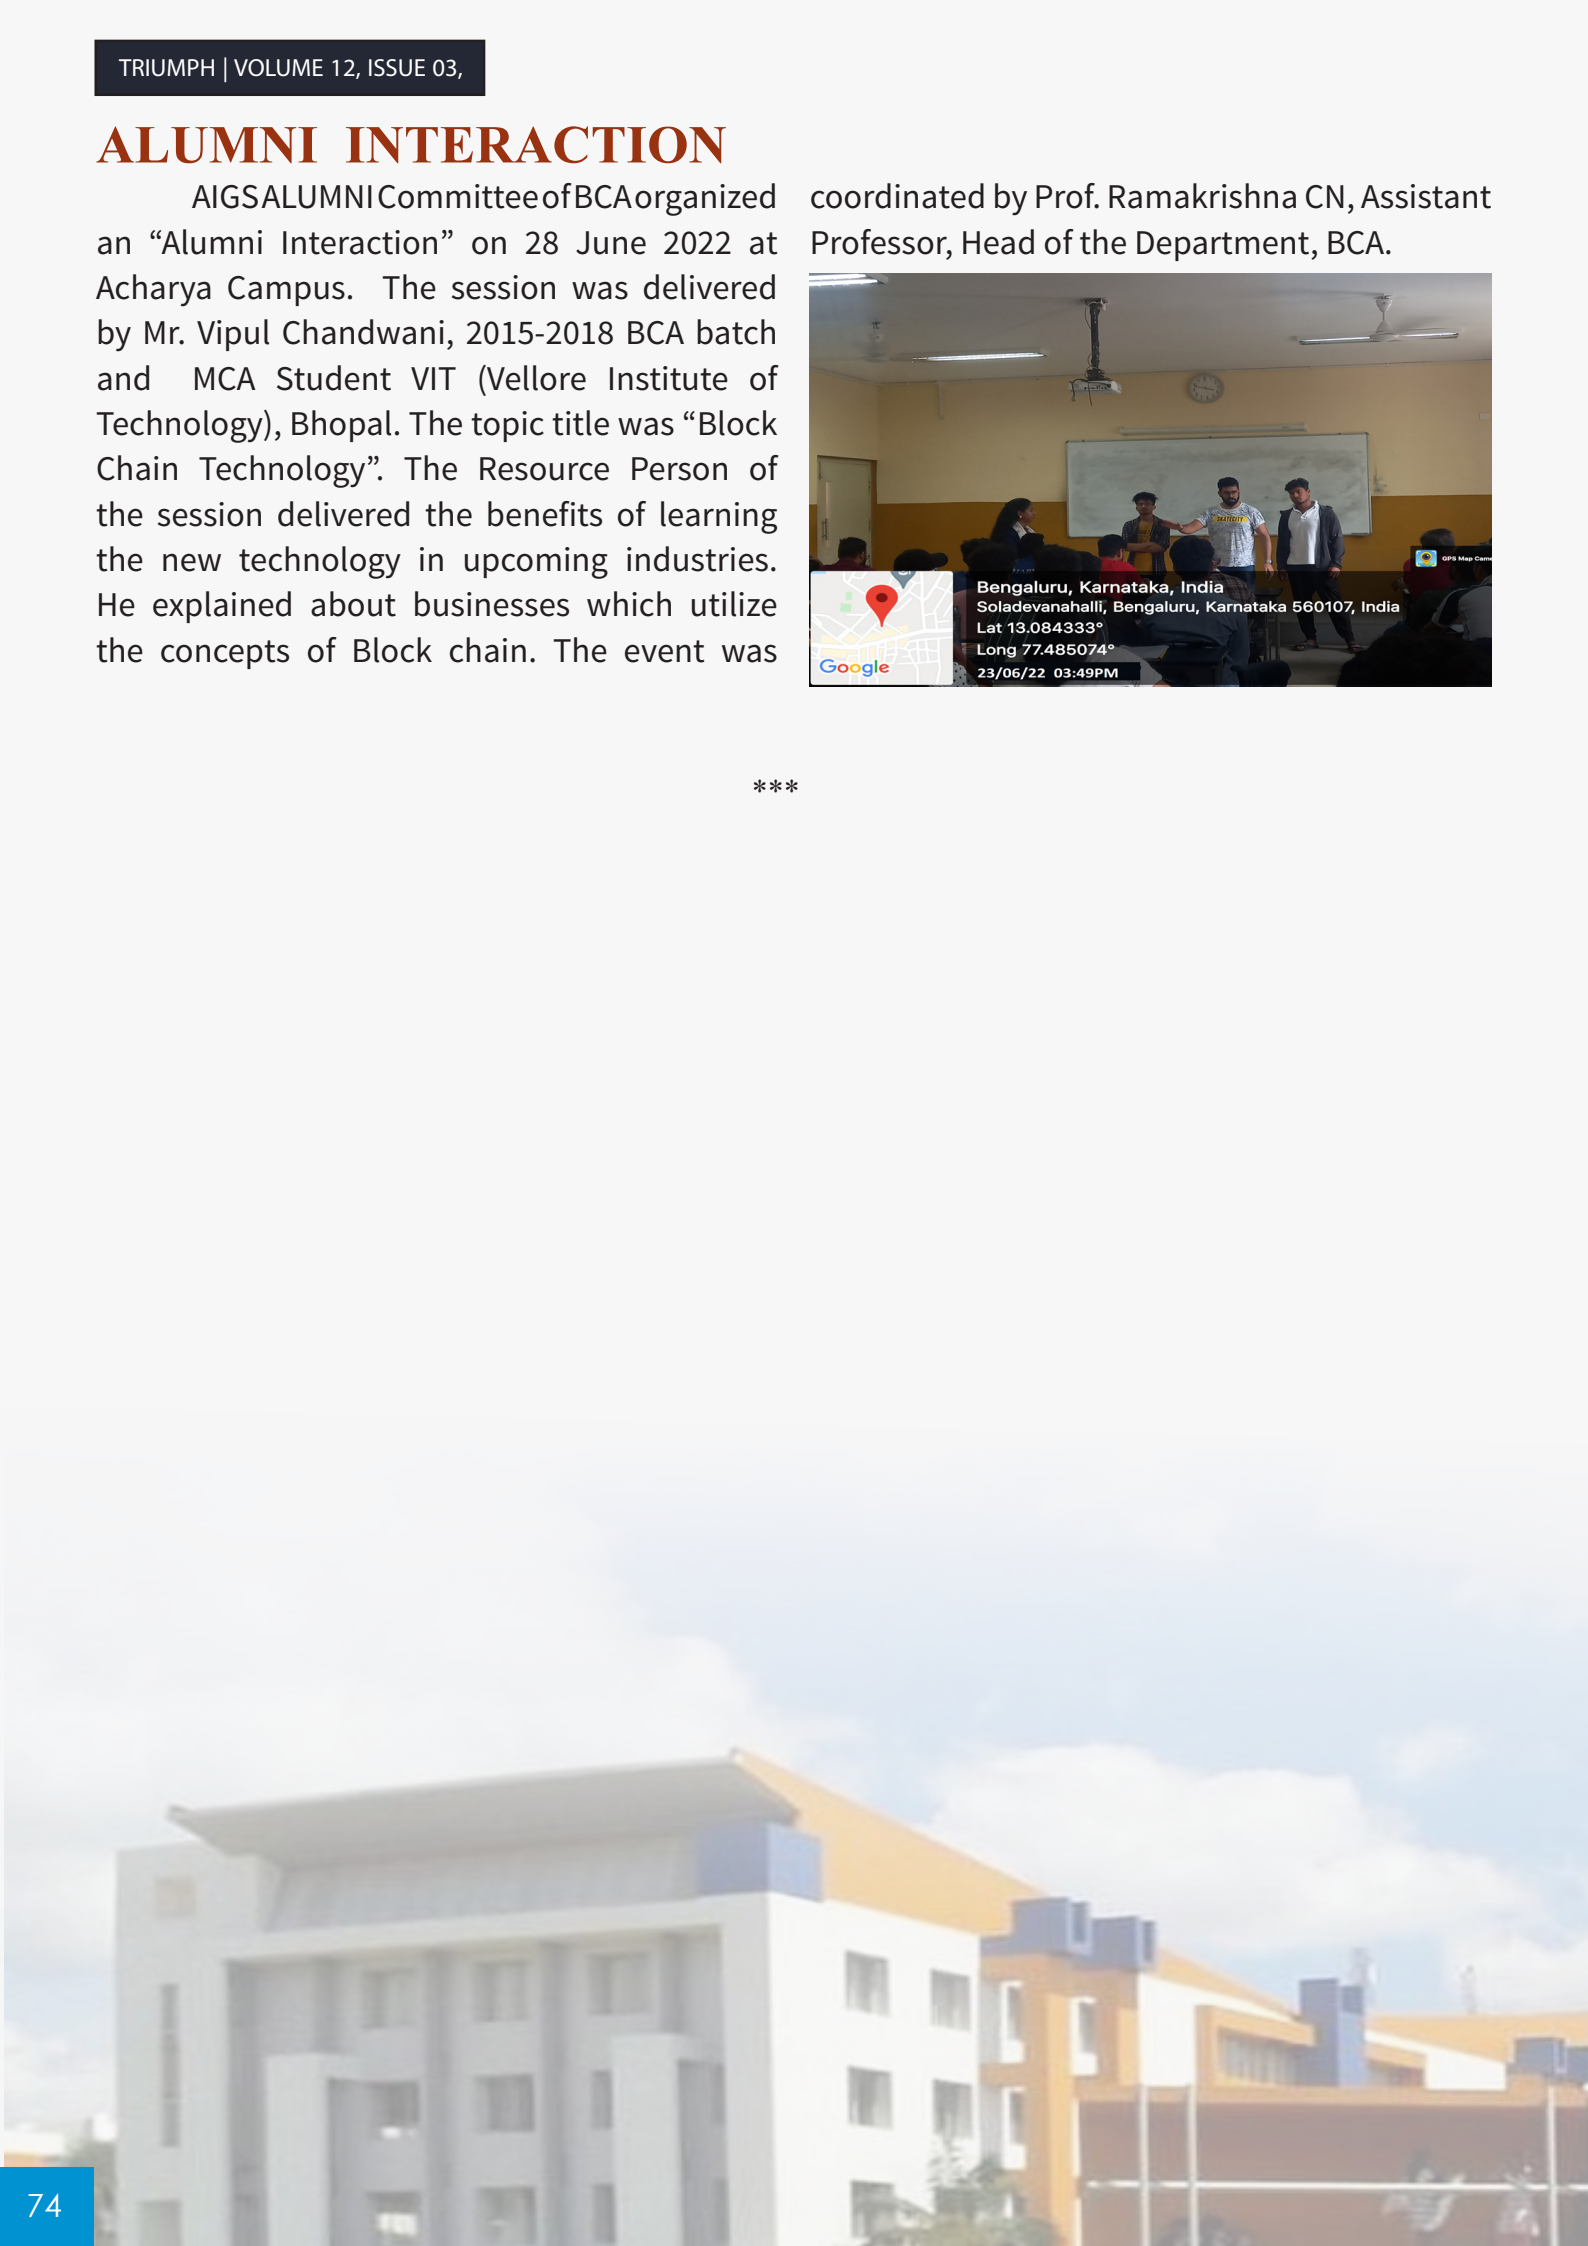 TRIUMPH | VOLUME 12, ISSUE 03,
ALUMNI INTERACTION
AIGS ALUMNI Committee of BCA organized
an “Alumni Interaction” on 28 June 2022 at
Acharya Campus. The session was delivered
by Mr. Vipul Chandwani, 2015-2018 BCA batch
and MCA Student VIT (Vellore Institute of
Technology), Bhopal. The topic title was “Block
Chain Technology”. The Resource Person of
the session delivered the benefits of learning
the new technology in upcoming industries.
He explained about businesses which utilize
the concepts of Block chain. The event was
coordinated by Prof. Ramakrishna CN, Assistant
Professor, Head of the Department, BCA.
SKATECITY
GPS Map Came
Bengaluru, Karnataka, India
Soladevanahalli, Bengaluru, Karnataka 560107, India
Lat 13.084333°
Long 77.485074°
23/06/22 03:49PM
Google
***
74